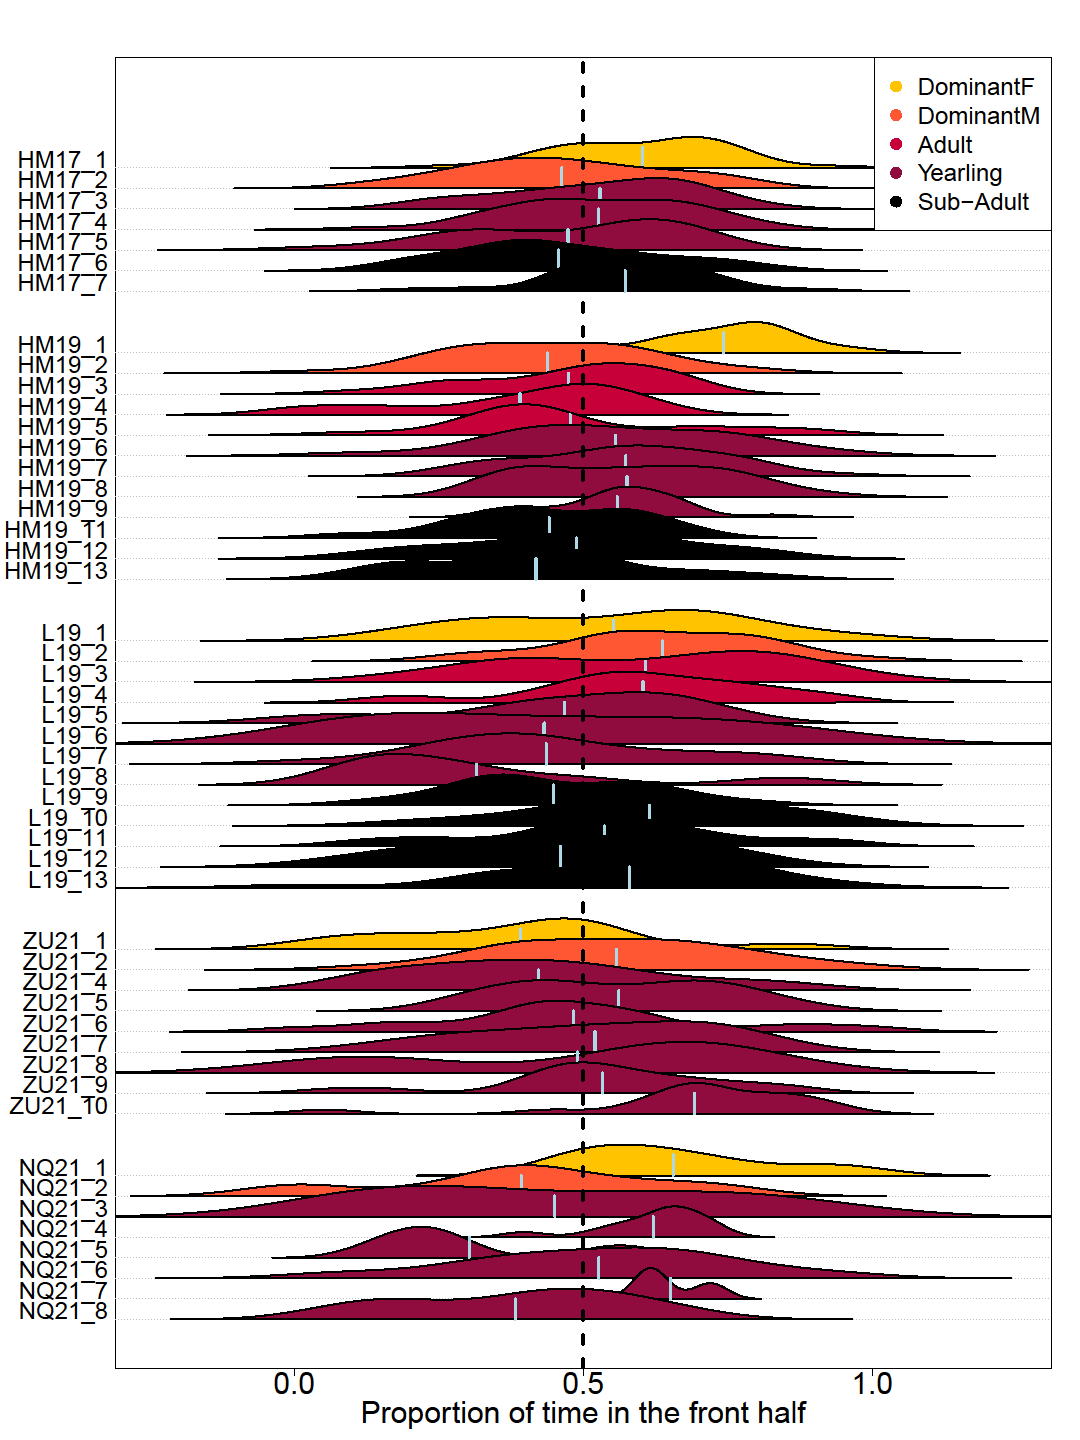 DominantF
DominantM
Adult
Yearling
Sub−Adult
HM17_1
HM17_2
HM17_3
HM17_4
HM17_5
HM17_6
HM17_7
HM19_1
HM19_2
HM19_3
HM19_4
HM19_5
HM19_6
HM19_7
HM19_8
HM19_9
HM19_11
HM19_12
HM19_13
L19_1
L19_2
L19_3
L19_4
L19_5
L19_6
L19_7
L19_8
L19_9
L19_10
L19_11
L19_12
L19_13
ZU21_1
ZU21_2
ZU21_4
ZU21_5
ZU21_6
ZU21_7
ZU21_8
ZU21_9
ZU21_10
NQ21_1
NQ21_2
NQ21_3
NQ21_4
NQ21_5
NQ21_6
NQ21_7
NQ21_8
0.0 0.5 1.0
Proportion of time in the front half